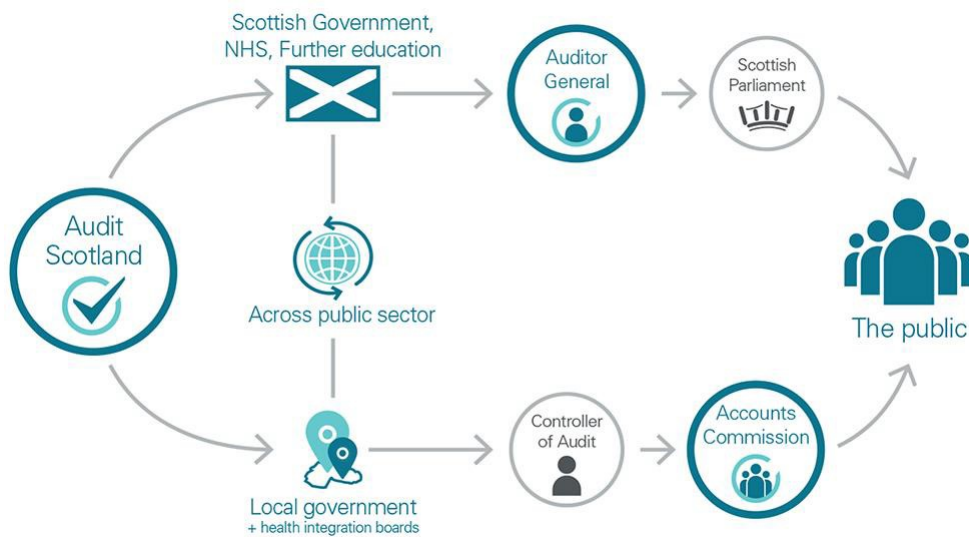 Scottish Government,
NHS, Further education
Auditor
General
Scottish
Parliament
Audit
Scotland
Across public sector
The public
Local government
+ health integration boards
Controller
of Audit
Accounts
Commission